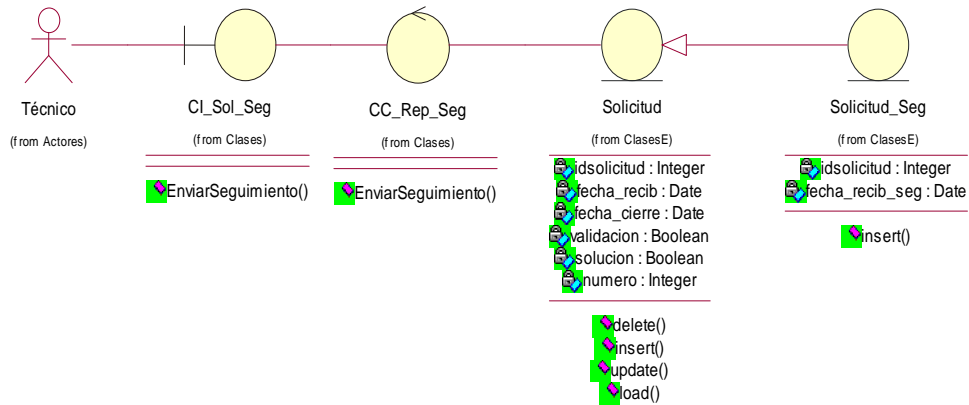 Técnico
(from Actores)
CI_Sol_Seg
(from Clases)
EnviarSeguimiento()
CC_Rep_Seg
(from Clases)
EnviarSeguimiento()
Solicitud
(from ClasesE)
idsolicitud : Integer
fecha_recib : Date
fecha_cierre : Date
validacion : Boolean
solucion : Boolean
numero : Integer
delete()
insert()
update()
load()
Solicitud_Seg
(from ClasesE)
idsolicitud : Integer
fecha_recib_seg : Date
insert()